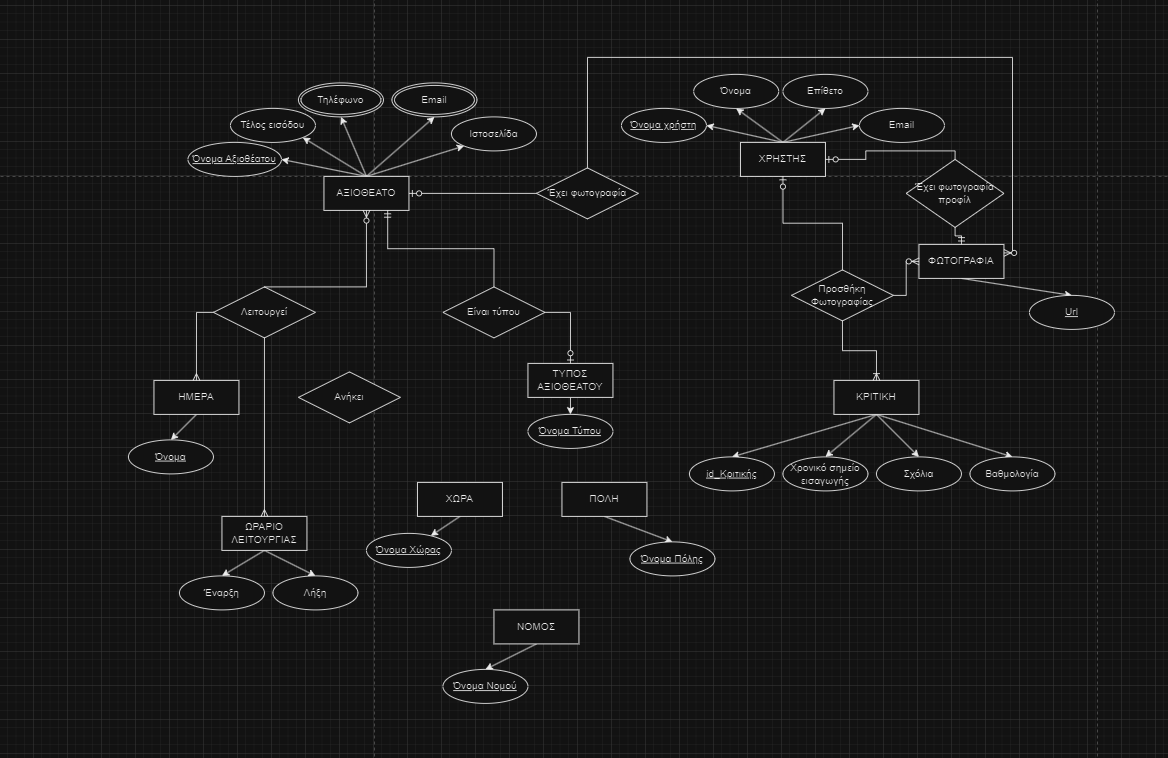 Όνομα
Επίθετο
Τηλέφωνο
Email
Τέλος εισόδου
Ιστοσελίδα
Όνομα χρήστη
Email
Όνομα Αξιοθέατου
ΧΡΗΣΤΗΣ
ΑΞΙΟΘΕΑΤΟ
Έχει φωτογραφία
Έχει φωτογραφία
προφίλ
ΦΩΤΟΓΡΑΦΙΑ
Λειτουργεί
Είναι τύπου
Προσθήκη
Φωτογραφίας
Url
ΤΥΠΟΣ
ΑΞΙΟΘΕΑΤΟΥ
ΗΜΕΡΑ
Ανήκει
ΚΡΙΤΙΚΗ
Όνομα Τύπου
Όνομα
id_Κριτικής
Χρονικό σημείο
εισαγωγής
Σχόλια
Βαθμολογία
ΧΩΡΑ
ΠΟΛΗ
ΩΡΑΡΙΟ
ΛΕΙΤΟΥΡΓΙΑΣ
Όνομα Χώρας
Όνομα Πόλης
Έναρξη
Λήξη
ΝΟΜΟΣ
Όνομα Νομού